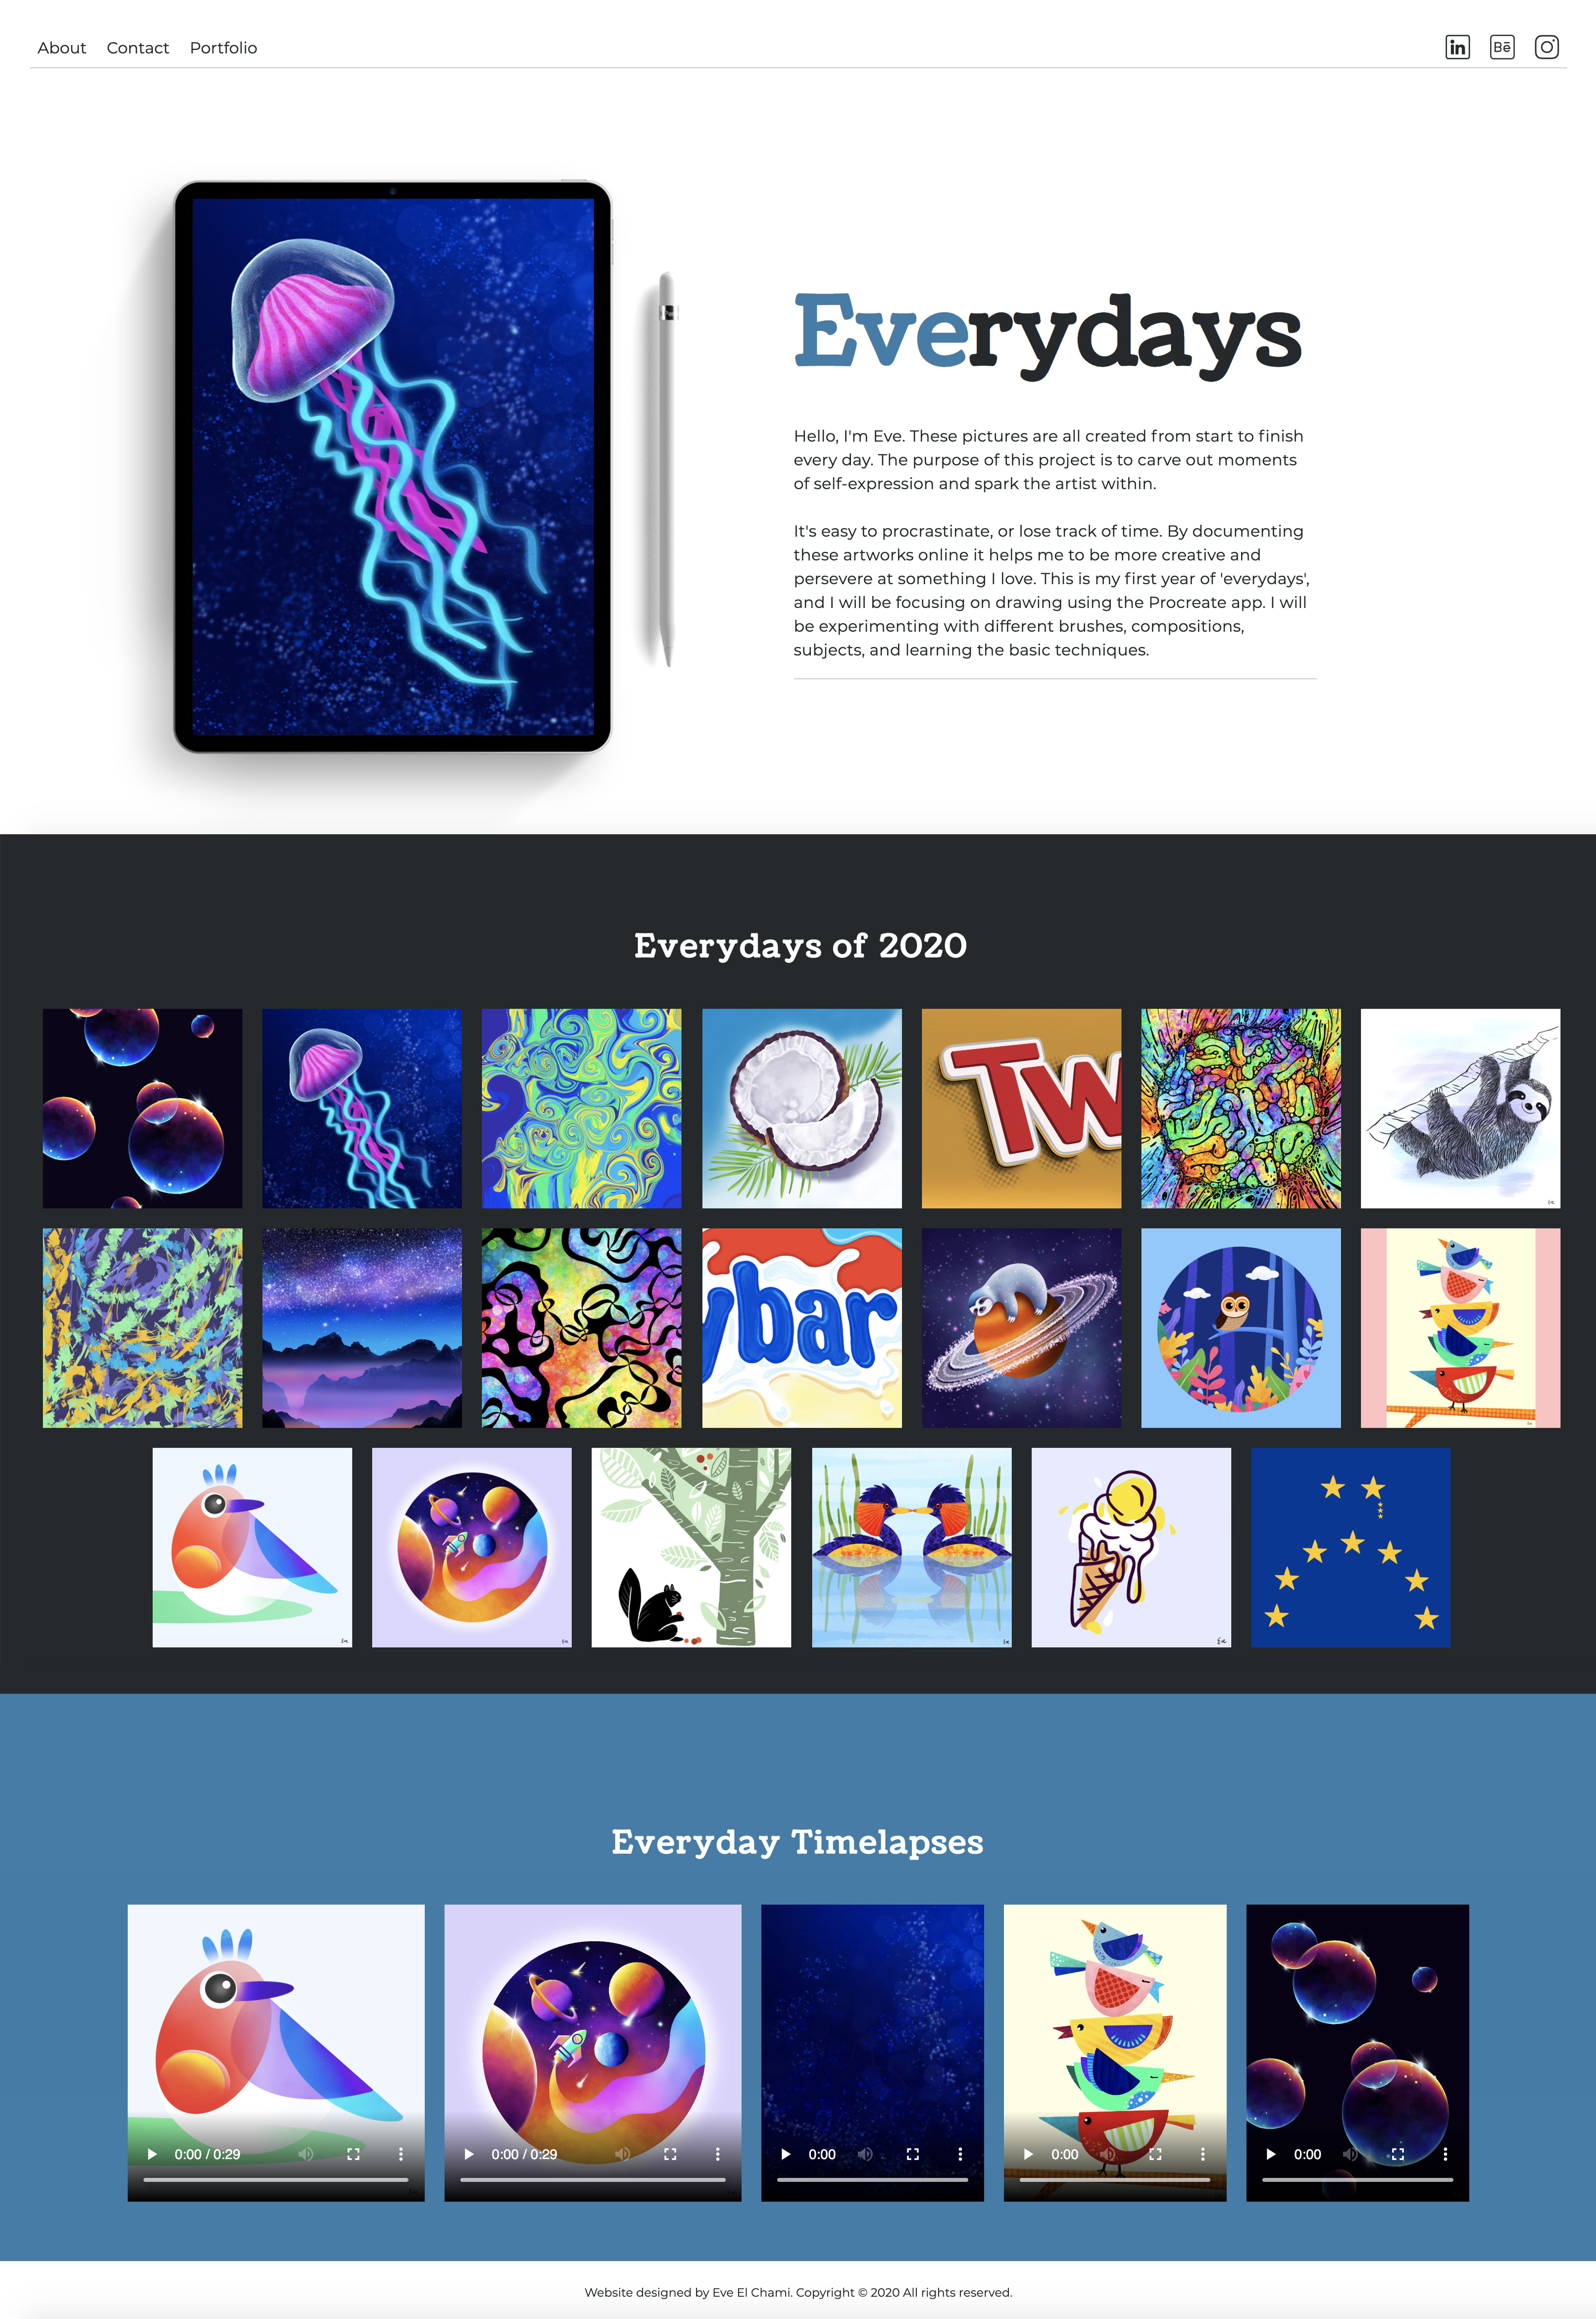 About Contact Portfolio
in Bē
Everydays
Hello, I'm Eve. These pictures are all created from start to finish
every day. The purpose of this project is to carve out moments
of self-expression and spark the artist within.
It's easy to procrastinate, or lose track of time. By documenting
these artworks online it helps me to be more creative and
persevere at something I love. This is my first year of 'everydays',
and I will be focusing on drawing using the Procreate app. I will
be experimenting with different brushes, compositions,
subjects, and learning the basic techniques.
Everydays of 2020
Tw
ybar
Everyday Timelapses
0:00 / 0:29
0:00 / 0:29
0:00
0:00
0:00
Website designed by Eve El Chami. Copyright © 2020 All rights reserved.